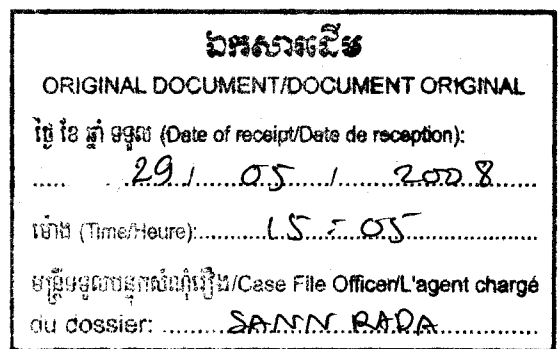 ឯកសារដើម
ORIGINAL DOCUMENT/DOCUMENT ORIGINAL
ថ្ងៃ ខែ ឆ្នាំ ទទួល (Date of receipt/Date de reception):
..... 29 / 05 / 2008
ម៉ោង (Time/Heure): 15 : 05
មន្ត្រីទទួលបន្ទុកសំណុំរឿង/Case File Officer/L'agent chargé
du dossier: SANN RADA